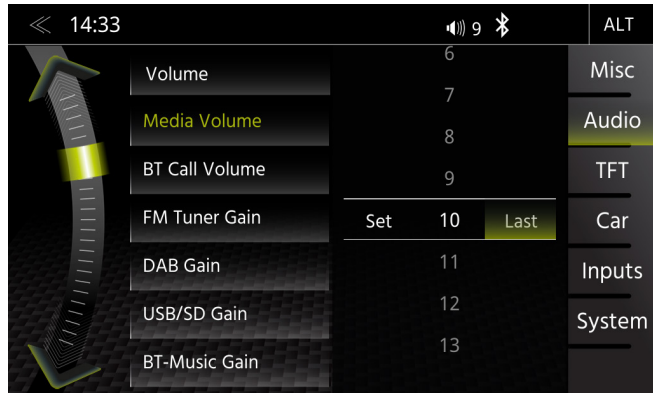 14:33 9 ALT
Volume
Media Volume
BT Call Volume
FM Tuner Gain
DAB Gain
USB/SD Gain
BT-Music Gain
6
7
8
9
Set 10 Last
11
12
13
Misc
Audio
TFT
Car
Inputs
System